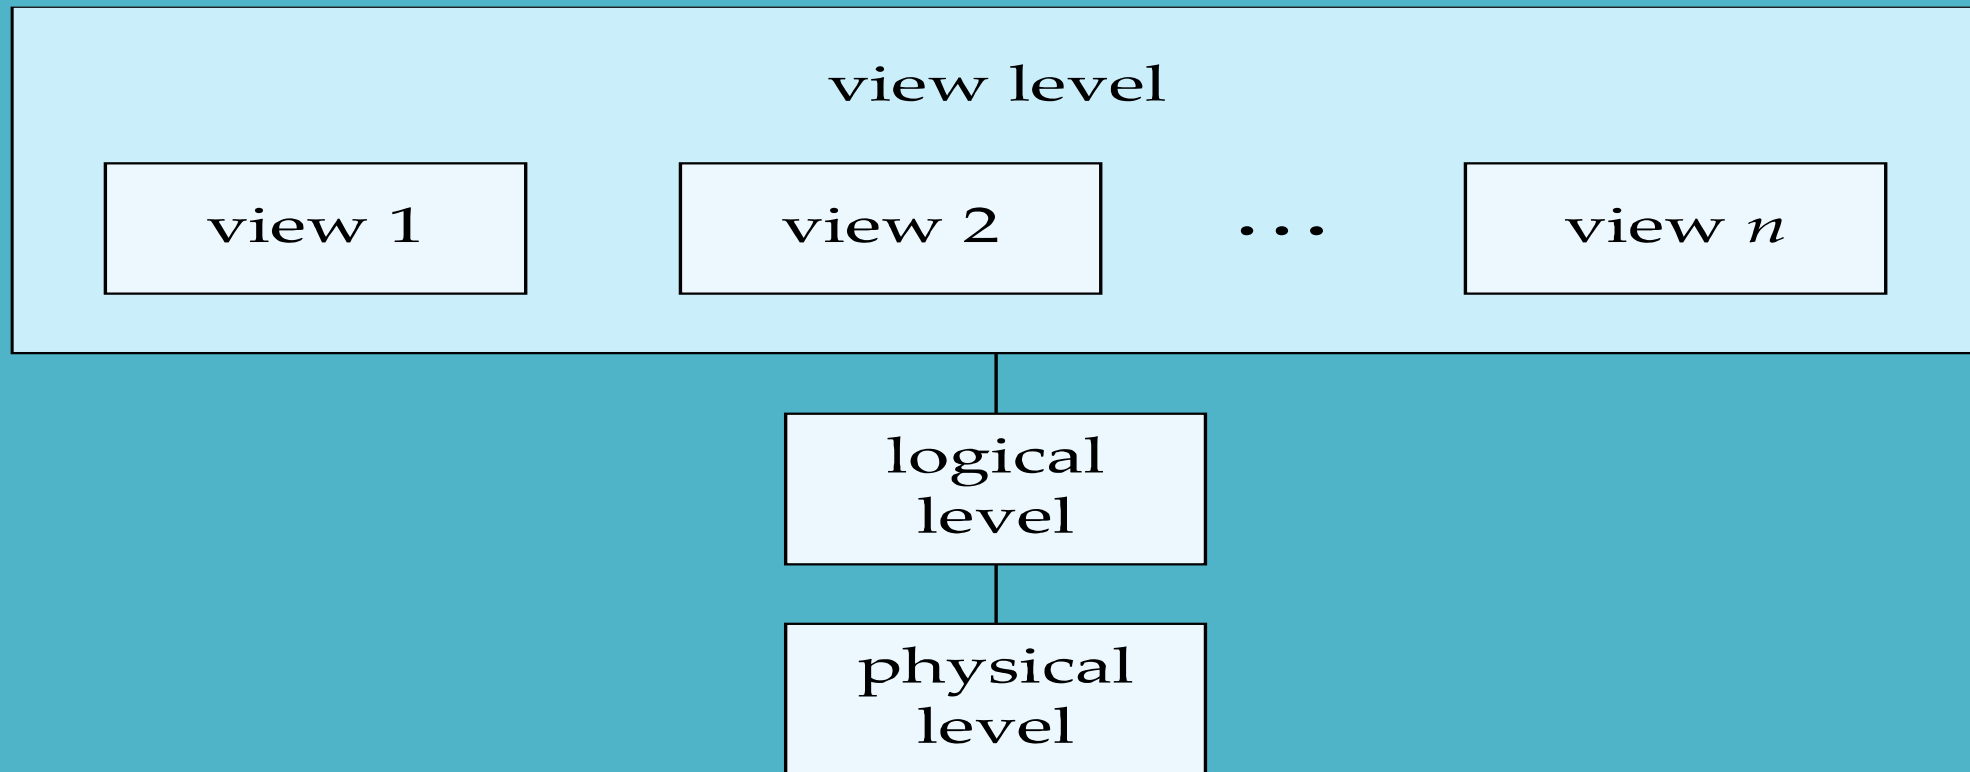 view level
view 1
view 2
...
view n
logical
level
physical
level